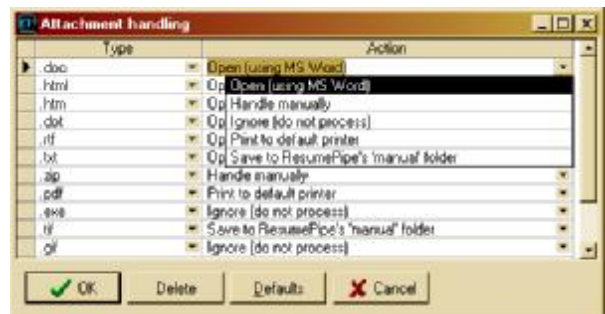 Attachment handling
Type Action
.doc Open (using MS Word)
.html Op Open (using MS Word)
.htm Op Handle manually
.dot Op Ignore (do not process)
.rtf Op Print to default printer
.txt Op Save to ResumePipe's 'manual' folder
.zip Handle manually
.pdf Print to default printer
.exe Ignore (do not process)
.tif Save to ResumePipe's "manual" folder
.gif Ignore (do not process)
OK Delete Defaults Cancel